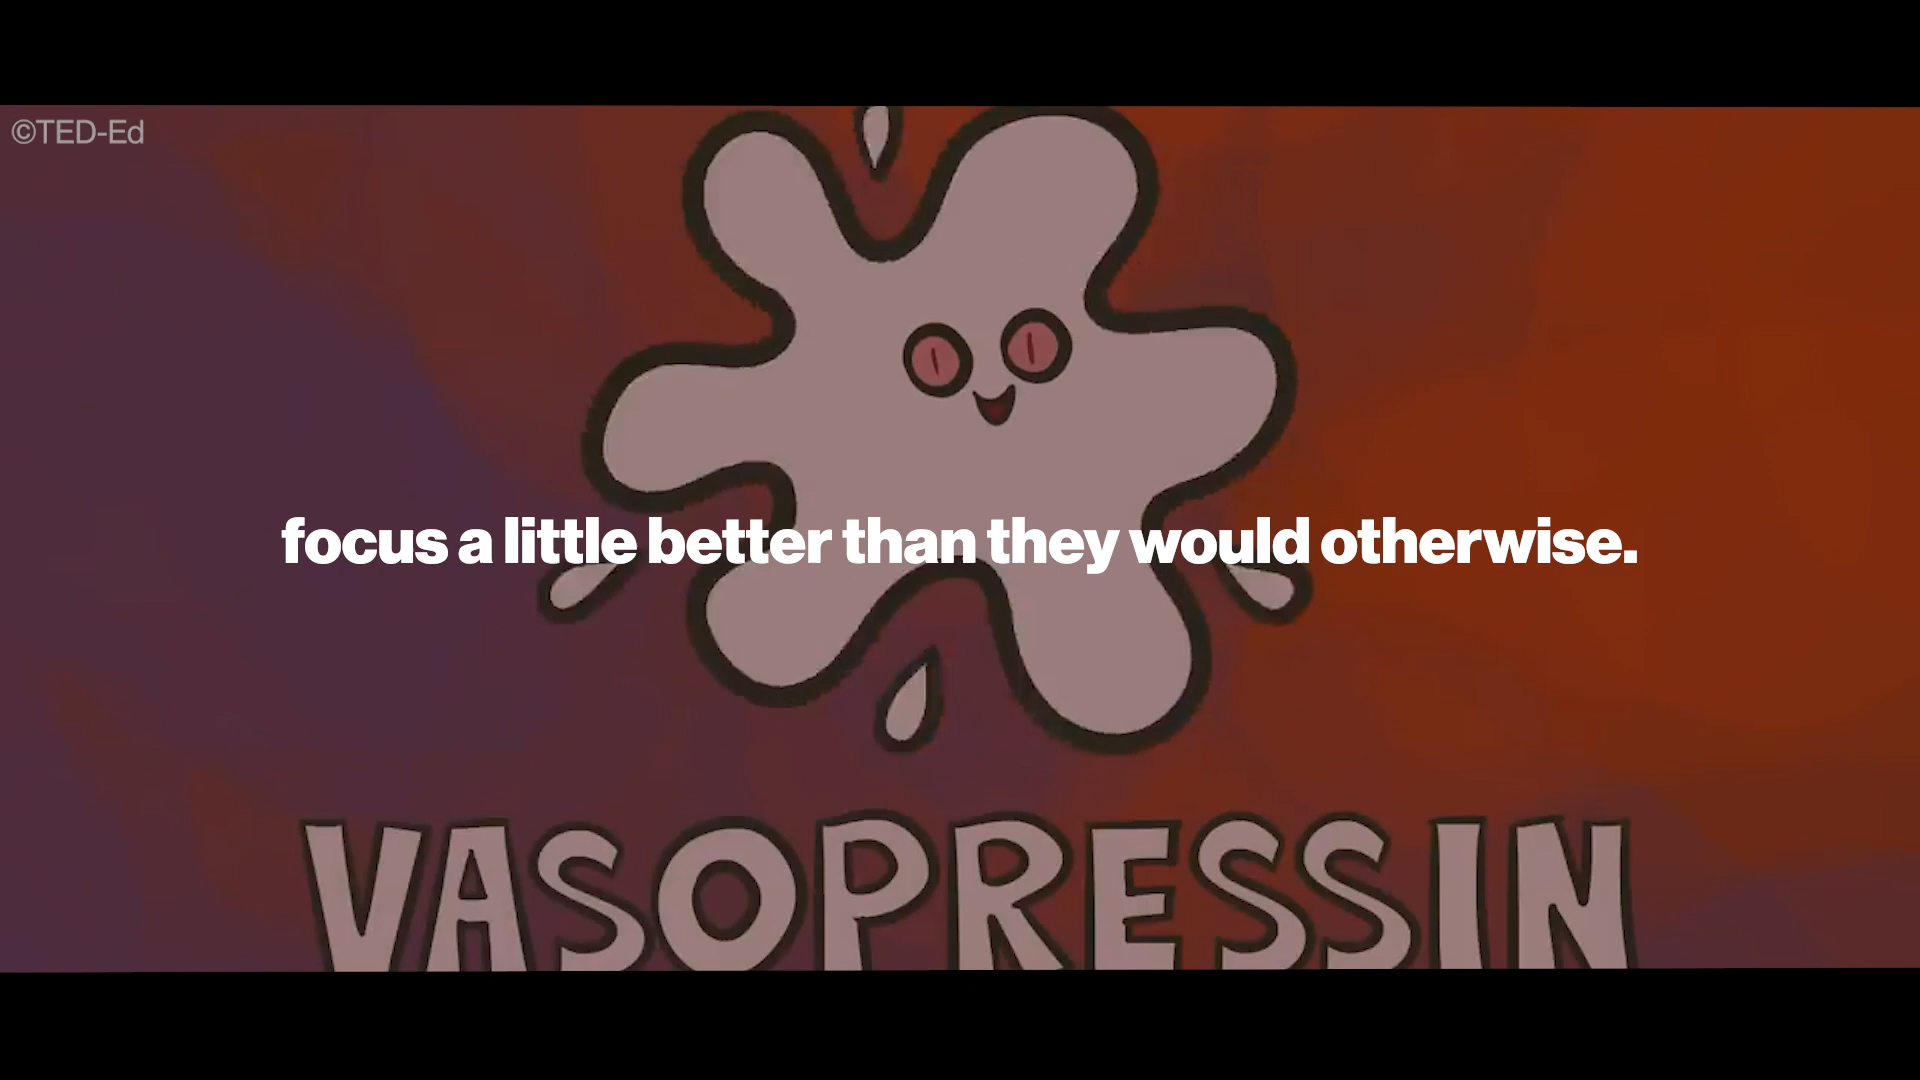 ©TED-Ed
focus a little better than they would otherwise.
VASOPRESSIN